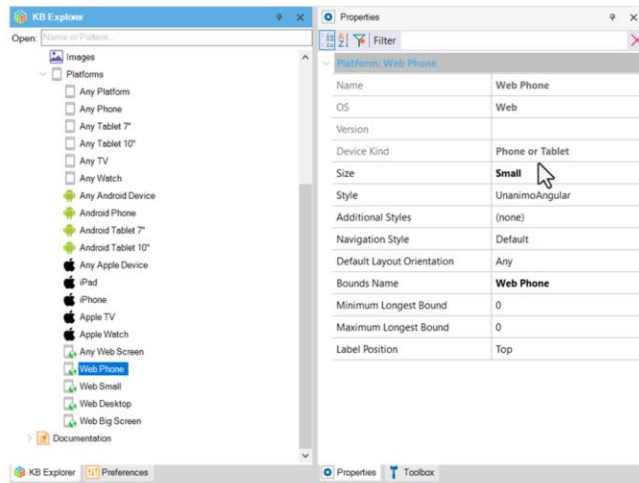 KB Explorer
Open: Name or Pattern...
Images
Platforms
Any Platform
Any Phone
Any Tablet 7"
Any Tablet 10"
Any TV
Any Watch
Any Android Device
Android Phone
Android Tablet 7"
Android Tablet 10"
Any Apple Device
iPad
iPhone
Apple TV
Apple Watch
Any Web Screen
Web Phone
Web Small
Web Desktop
Web Big Screen
Documentation
KB Explorer Preferences
Properties
Filter
Platform: Web Phone
Name Web Phone
OS Web
Version
Device Kind Phone or Tablet
Size Small
Style UnanimoAngular
Additional Styles (none)
Navigation Style Default
Default Layout Orientation Any
Bounds Name Web Phone
Minimum Longest Bound 0
Maximum Longest Bound 0
Label Position Top
Properties Toolbox